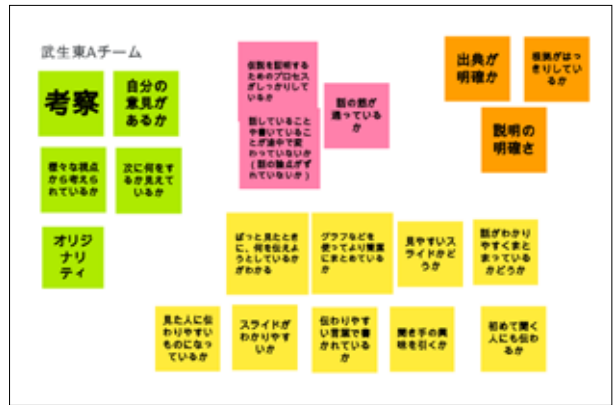 武生東Aチーム
考察
自分の
意見が
あるか
様々な視点
から考えら
れているか
次に何をす
るか見えて
いるか
オリジ
ナリ
ティ
仮説を証明する
ためのプロセス
がしっかりして
いるか
話の筋が
通っている
か
話していること
や書いているこ
とが途中で変
わっていないか
(話の論点がず
れていないか)
出典が
明確か
根拠がはっ
きりしてい
るか
説明の
明確さ
ぱっと見たとき
に、何を伝えよ
うとしているか
がわかる
グラフなどを
使ってより簡潔
にまとめている
か
見やすいス
ライドかど
うか
話がわかり
やすくまと
まっている
かどうか
見た人に伝
わりやすい
ものになっ
ているか
スライドが
わかりやす
いか
伝わりやす
い言葉で書
かれている
か
聞き手の興
味を引くか
初めて聞く
人にも伝わ
るか